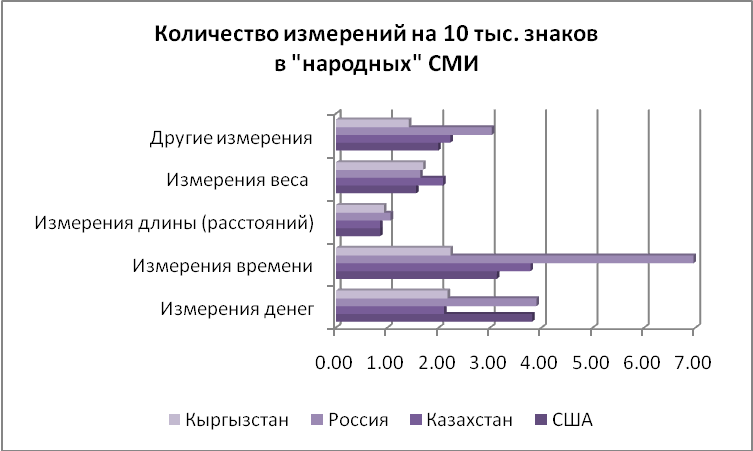 Количество измерений на 10 тыс. знаков
в "народных" СМИ
Другие измерения
Измерения веса
Измерения длины (расстояний)
Измерения времени
Измерения денег
0.00 1.00 2.00 3.00 4.00 5.00 6.00 7.00
Кыргызстан Россия Казахстан США